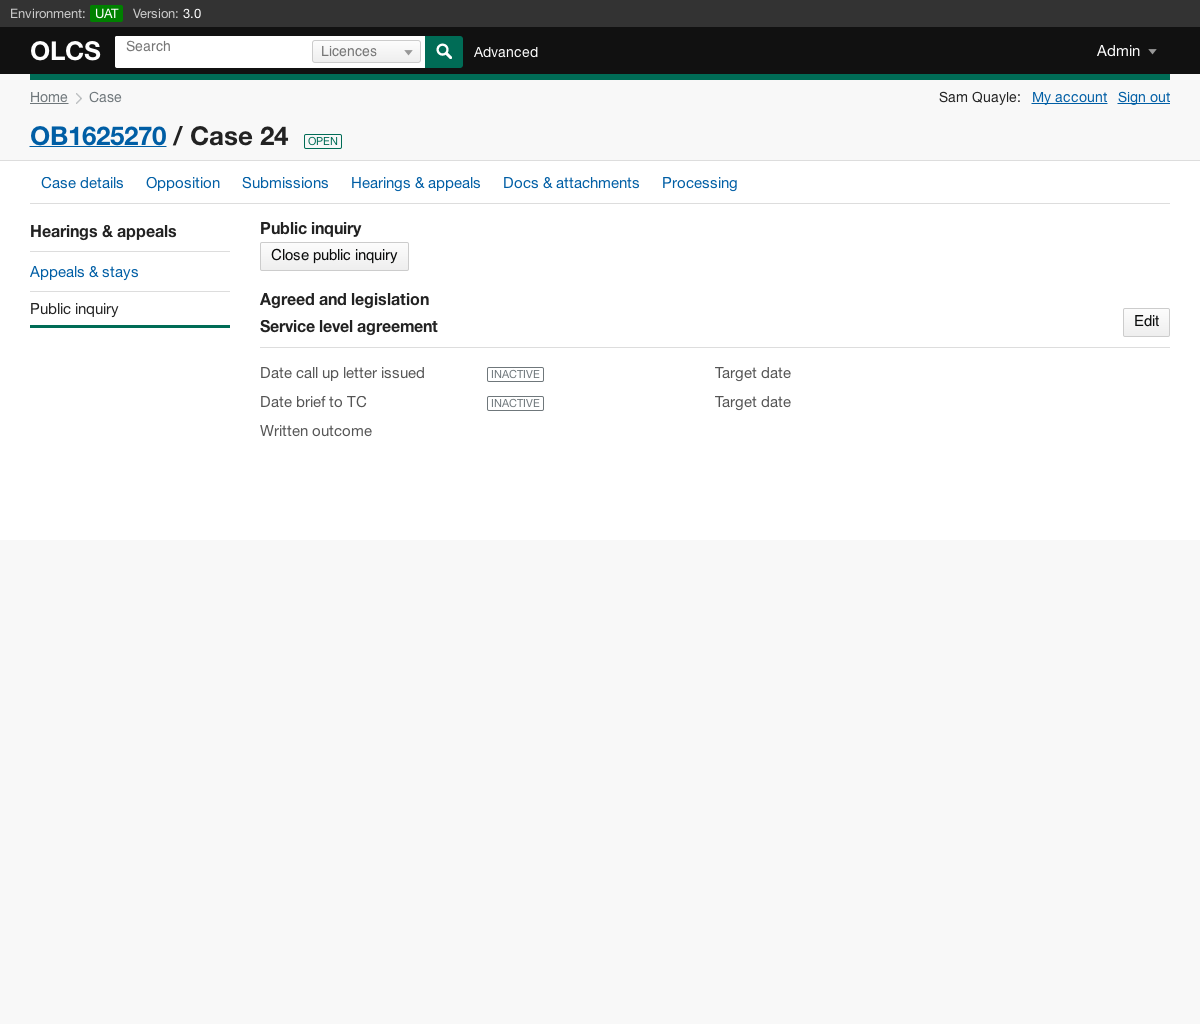 Environment: UAT Version: 3.0
OLCS Search Licences Advanced Admin
Home Case Sam Quayle: My account Sign out
OB1625270 / Case 24 OPEN
Case details Opposition Submissions Hearings & appeals Docs & attachments Processing
Hearings & appeals
Appeals & stays
Public inquiry
Public inquiry
Close public inquiry
Agreed and legislation
Service level agreement Edit
Date call up letter issued INACTIVE Target date
Date brief to TC INACTIVE Target date
Written outcome